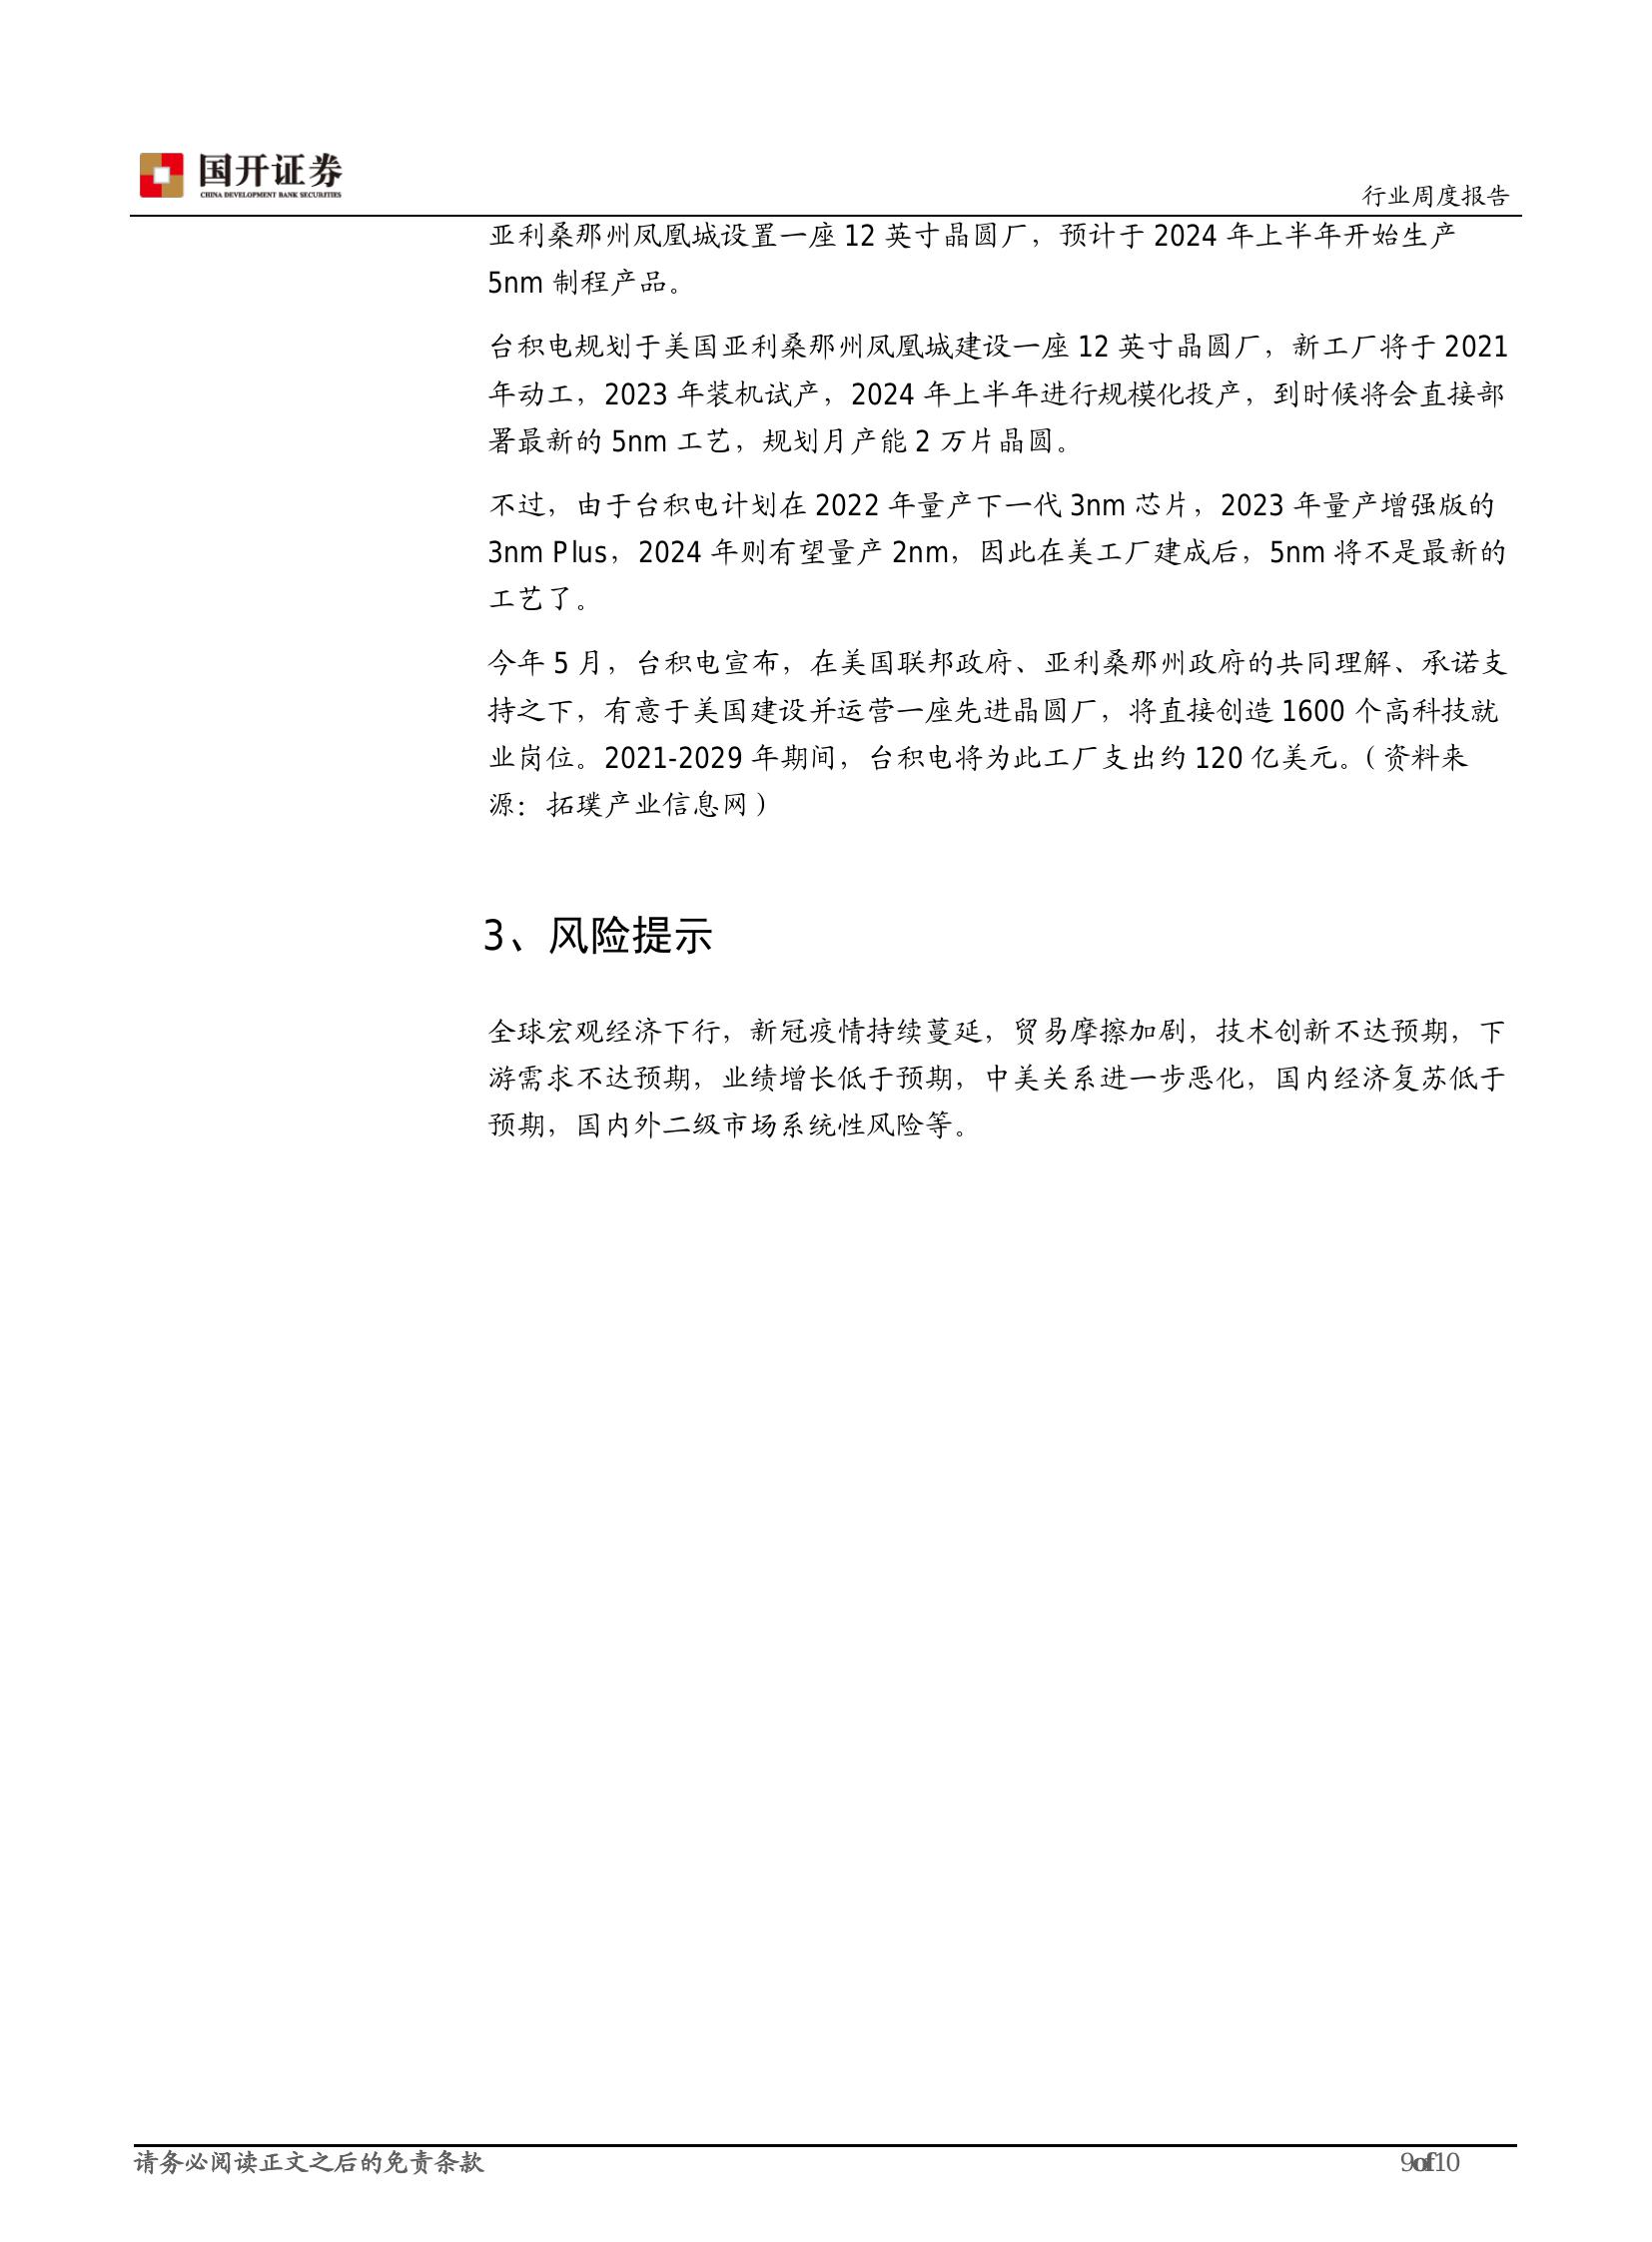 国开证券
CHINA DEVELOPMENT BANK SECURITIES
行业周度报告
亚利桑那州凤凰城设置一座 12 英寸晶圆厂，预计于 2024 年上半年开始生产
5nm 制程产品。
台积电规划于美国亚利桑那州凤凰城建设一座 12 英寸晶圆厂，新工厂将于 2021
年动工，2023 年装机试产，2024 年上半年进行规模化投产，到时候将会直接部
署最新的 5nm 工艺，规划月产能 2 万片晶圆。
不过，由于台积电计划在 2022 年量产下一代 3nm 芯片，2023 年量产增强版的
3nm Plus，2024 年则有望量产 2nm，因此在美工厂建成后，5nm 将不是最新的
工艺了。
今年 5 月，台积电宣布，在美国联邦政府、亚利桑那州政府的共同理解、承诺支
持之下，有意于美国建设并运营一座先进晶圆厂，将直接创造 1600 个高科技就
业岗位。2021-2029 年期间，台积电将为此工厂支出约 120 亿美元。（资料来
源：拓璞产业信息网）
3、风险提示
全球宏观经济下行，新冠疫情持续蔓延，贸易摩擦加剧，技术创新不达预期，下
游需求不达预期，业绩增长低于预期，中美关系进一步恶化，国内经济复苏低于
预期，国内外二级市场系统性风险等。
请务必阅读正文之后的免责条款
9of10